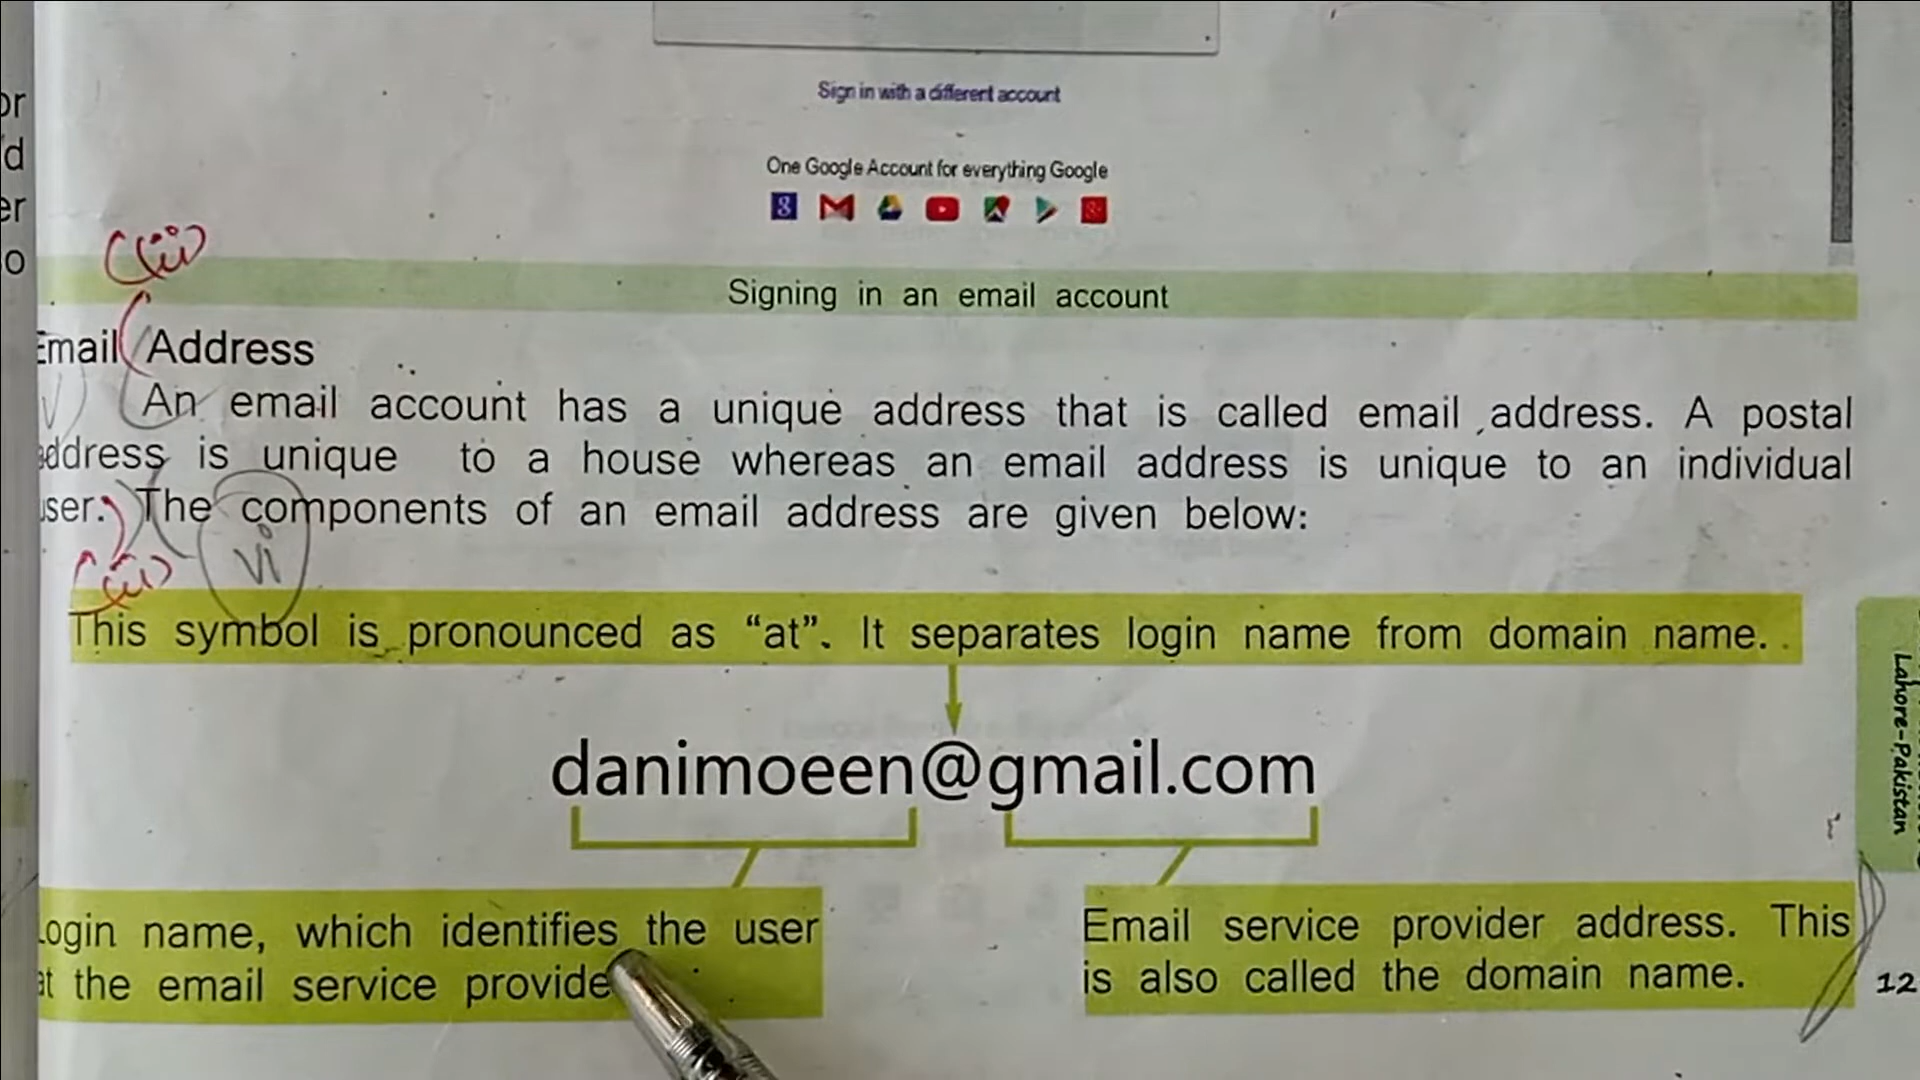 or
d
er
o
Sign in with a different account
One Google Account for everything Google
(iii)
Signing in an email account
Email Address
An email account has a unique address that is called email address. A postal
address is unique to a house whereas an email address is unique to an individual
user. The components of an email address are given below:
vi
This symbol is pronounced as “at”. It separates login name from domain name.
danimoeen@gmail.com
Login name, which identifies the user
at the email service provide
Email service provider address. This
is also called the domain name.
Lahore-Pakistan
12